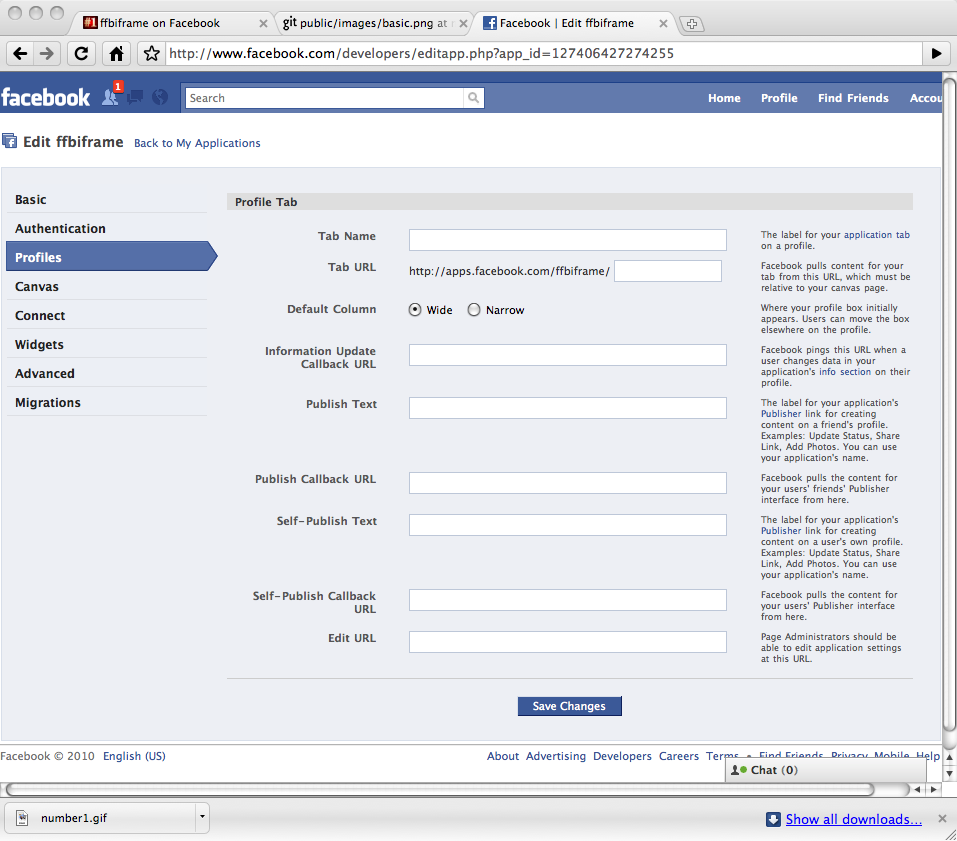 #1 ffbiframe on Facebook
git public/images/basic.png at
Facebook | Edit ffbiframe
http://www.facebook.com/developers/editapp.php?app_id=127406427274255
facebook
1
Search
Home Profile Find Friends Accou
Edit ffbiframe Back to My Applications
Basic
Authentication
Profiles
Canvas
Connect
Widgets
Advanced
Migrations
Profile Tab
Tab Name
The label for your application tab
on a profile.
Tab URL
http://apps.facebook.com/ffbiframe/
Facebook pulls content for your
tab from this URL, which must be
relative to your canvas page.
Default Column
Wide Narrow
Where your profile box initially
appears. Users can move the box
elsewhere on the profile.
Information Update
Callback URL
Facebook pings this URL when a
user changes data in your
application's info section on their
profile.
Publish Text
The label for your application's
Publisher link for creating
content on a friend's profile.
Examples: Update Status, Share
Link, Add Photos. You can use
your application's name.
Publish Callback URL
Facebook pulls the content for
your users' friends' Publisher
interface from here.
Self-Publish Text
The label for your application's
Publisher link for creating
content on a user's own profile.
Examples: Update Status, Share
Link, Add Photos. You can use
your application's name.
Self-Publish Callback
URL
Facebook pulls the content for
your users' Publisher interface
from here.
Edit URL
Page Administrators should be
able to edit application settings
at this URL.
Save Changes
Facebook © 2010 English (US)
About Advertising Developers Careers Terms • Find Friends Privacy Mobile Help
Chat (0)
number1.gif
Show all downloads...